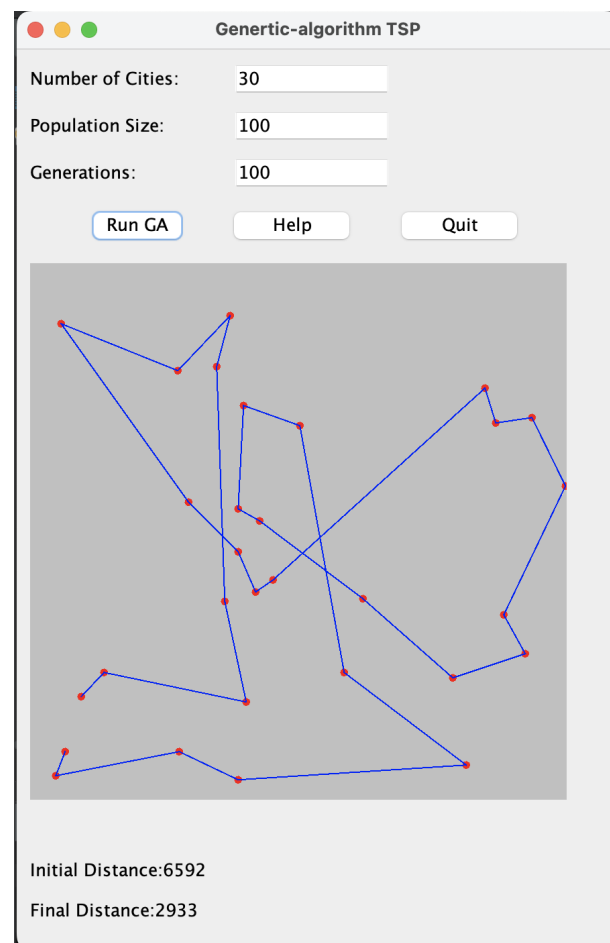 Genertic-algorithm TSP
Number of Cities: 30
Population Size: 100
Generations: 100
Run GA Help Quit
Initial Distance:6592
Final Distance:2933